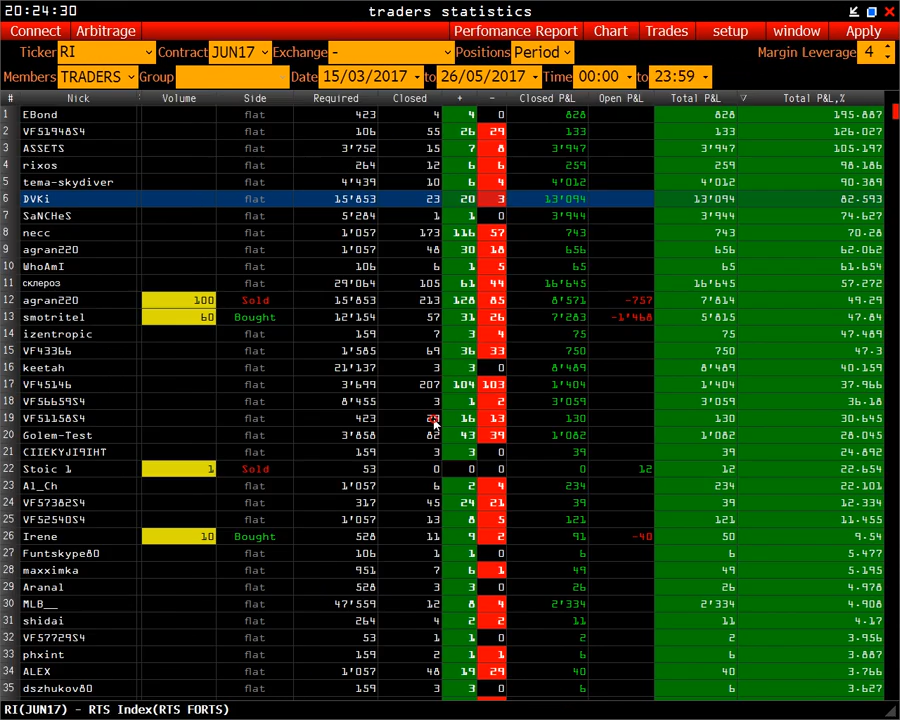 20:24:30 traders statistics
Connect Arbitrage Perfomance Report Chart Trades setup window Apply
Ticker RI Contract JUN17 Exchange - Positions Period Margin Leverage 4
Members TRADERS Group Date 15/03/2017 to 26/05/2017 Time 00:00 to 23:59
# Nick Volume Side Required Closed + - Closed P&L Open P&L Total P&L Total P&L,%
1 EBond flat 423 4 4 0 828 828 195.887
2 VF51948S4 flat 106 55 26 29 133 133 126.027
3 ASSETS flat 3'752 15 7 8 3'947 3'947 105.197
4 rixos flat 264 12 6 6 259 259 98.186
5 tema-skydiver flat 4'439 10 6 4 4'012 4'012 90.389
6 DVKi flat 15'853 23 20 3 13'094 13'094 82.593
7 SaNCHeS flat 5'284 1 1 0 3'944 3'944 74.627
8 necc flat 1'057 173 116 57 743 743 70.28
9 agran220 flat 1'057 48 30 18 656 656 62.062
10 WhoAmI flat 106 6 1 5 65 65 61.654
11 склероз flat 29'064 105 61 44 16'645 16'645 57.272
12 agran220 100 Sold 15'853 213 128 85 8'571 -757 7'814 49.29
13 smotritel 60 Bought 12'154 57 31 26 7'283 -1'468 5'815 47.84
14 izentropic flat 159 7 3 4 75 75 47.489
15 VF43366 flat 1'585 69 36 33 750 750 47.3
16 keetah flat 21'137 3 3 0 8'489 8'489 40.159
17 VF45146 flat 3'699 207 104 103 1'404 1'404 37.966
18 VF56659S4 flat 8'455 3 1 2 3'059 3'059 36.18
19 VF51158S4 flat 423 29 16 13 130 130 30.645
20 Golem-Test flat 3'858 82 43 39 1'082 1'082 28.045
21 flat 159 3 3 0 39 39 24.892
22 Stoic 1 1 Sold 53 0 0 0 0 12 12 22.654
23 Al_Ch flat 1'057 6 2 4 234 234 22.101
24 VF57382S4 flat 317 45 24 21 39 39 12.334
25 VF52540S4 flat 1'057 13 8 5 121 121 11.455
26 Irene 10 Bought 528 11 9 2 91 -40 50 9.54
27 Funtskype80 flat 106 1 1 0 6 6 5.477
28 maxximka flat 951 7 6 1 49 49 5.195
29 Aranal flat 528 3 3 0 26 26 4.978
30 MLB__ flat 47'559 12 8 4 2'334 2'334 4.908
31 shidai flat 264 4 2 2 11 11 4.17
32 VF57729S4 flat 53 1 1 0 2 2 3.956
33 phxint flat 159 2 1 1 6 6 3.887
34 ALEX flat 1'057 48 19 29 40 40 3.766
35 dszhukov80 flat 159 3 3 0 6 6 3.627
RI(JUN17) - RTS Index(RTS FORTS)